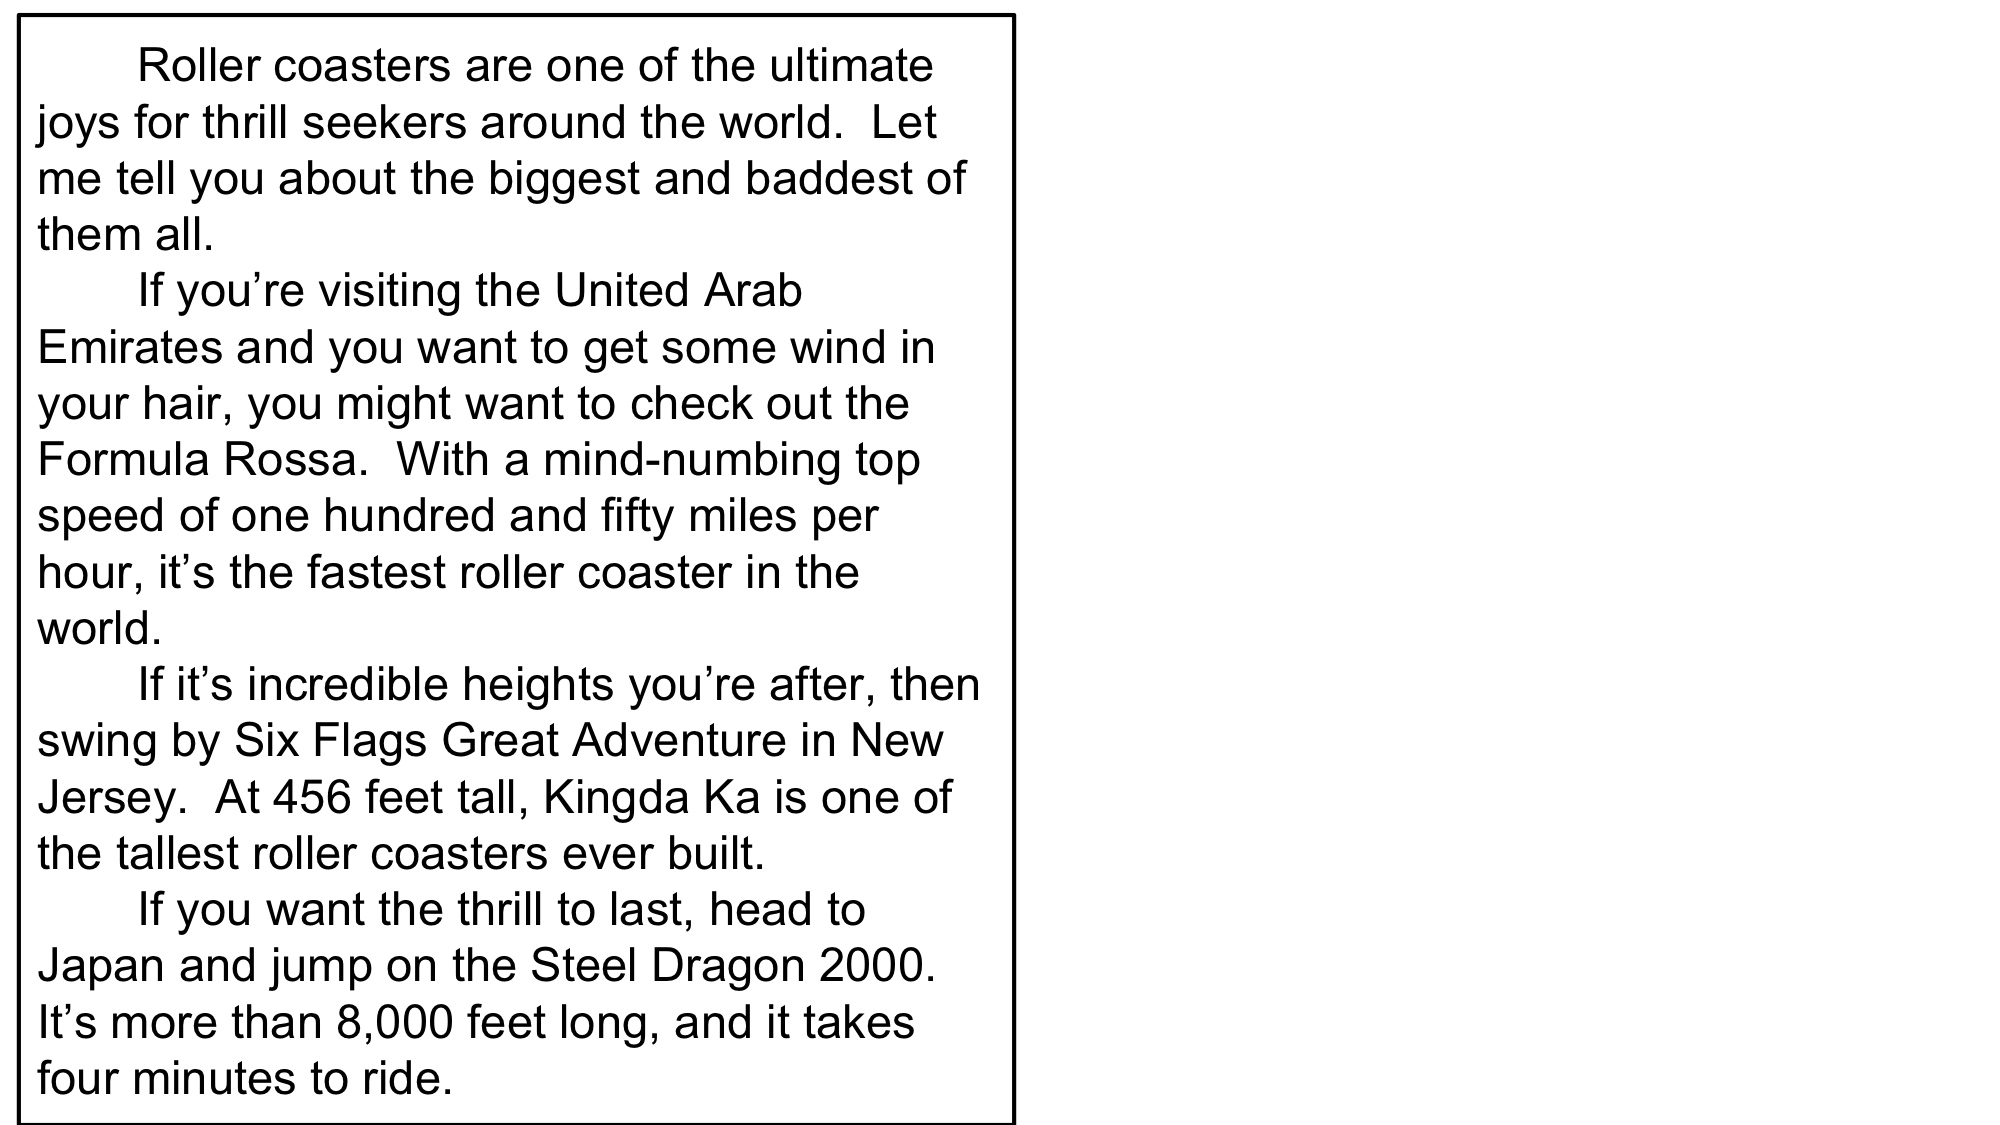 Roller coasters are one of the ultimate
joys for thrill seekers around the world.  Let
me tell you about the biggest and baddest of
them all.
If you’re visiting the United Arab
Emirates and you want to get some wind in
your hair, you might want to check out the
Formula Rossa.  With a mind-numbing top
speed of one hundred and fifty miles per
hour, it’s the fastest roller coaster in the
world.
If it’s incredible heights you’re after, then
swing by Six Flags Great Adventure in New
Jersey.  At 456 feet tall, Kingda Ka is one of
the tallest roller coasters ever built.
If you want the thrill to last, head to
Japan and jump on the Steel Dragon 2000.
It’s more than 8,000 feet long, and it takes
four minutes to ride.